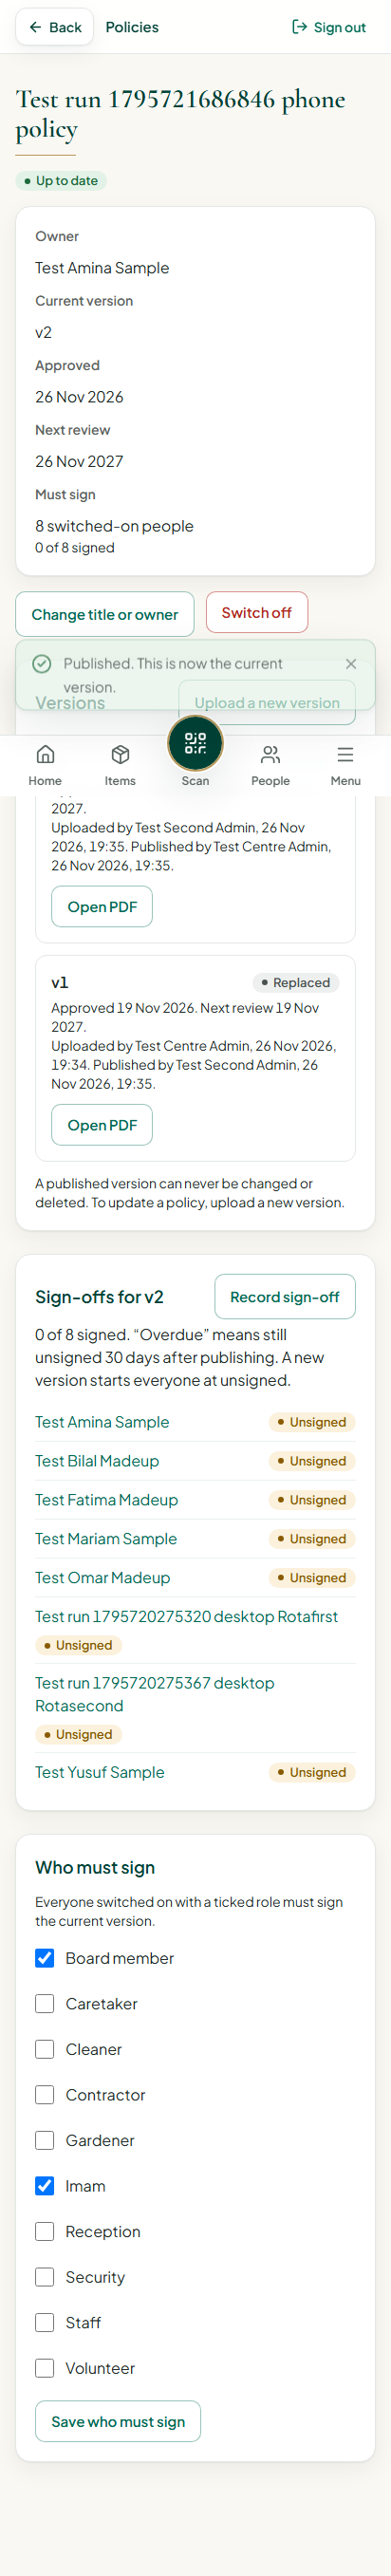 Back
Policies
Sign out
Test run 1795721686846 phone
policy
Up to date
Owner
Test Amina Sample
Current version
v2
Approved
26 Nov 2026
Next review
26 Nov 2027
Must sign
8 switched-on people
0 of 8 signed
Change title or owner
Switch off
Published. This is now the current
version.
Versions
Upload a new version
Home
Items
Scan
People
Menu
2027.
Uploaded by Test Second Admin, 26 Nov
2026, 19:35. Published by Test Centre Admin,
26 Nov 2026, 19:35.
Open PDF
v1
Replaced
Approved 19 Nov 2026. Next review 19 Nov
2027.
Uploaded by Test Centre Admin, 26 Nov 2026,
19:34. Published by Test Second Admin, 26
Nov 2026, 19:35.
Open PDF
A published version can never be changed or
deleted. To update a policy, upload a new version.
Sign-offs for v2
Record sign-off
0 of 8 signed. “Overdue” means still
unsigned 30 days after publishing. A new
version starts everyone at unsigned.
Test Amina Sample
Unsigned
Test Bilal Madeup
Unsigned
Test Fatima Madeup
Unsigned
Test Mariam Sample
Unsigned
Test Omar Madeup
Unsigned
Test run 1795720275320 desktop Rotafirst
Unsigned
Test run 1795720275367 desktop
Rotasecond
Unsigned
Test Yusuf Sample
Unsigned
Who must sign
Everyone switched on with a ticked role must sign
the current version.
Board member
Caretaker
Cleaner
Contractor
Gardener
Imam
Reception
Security
Staff
Volunteer
Save who must sign